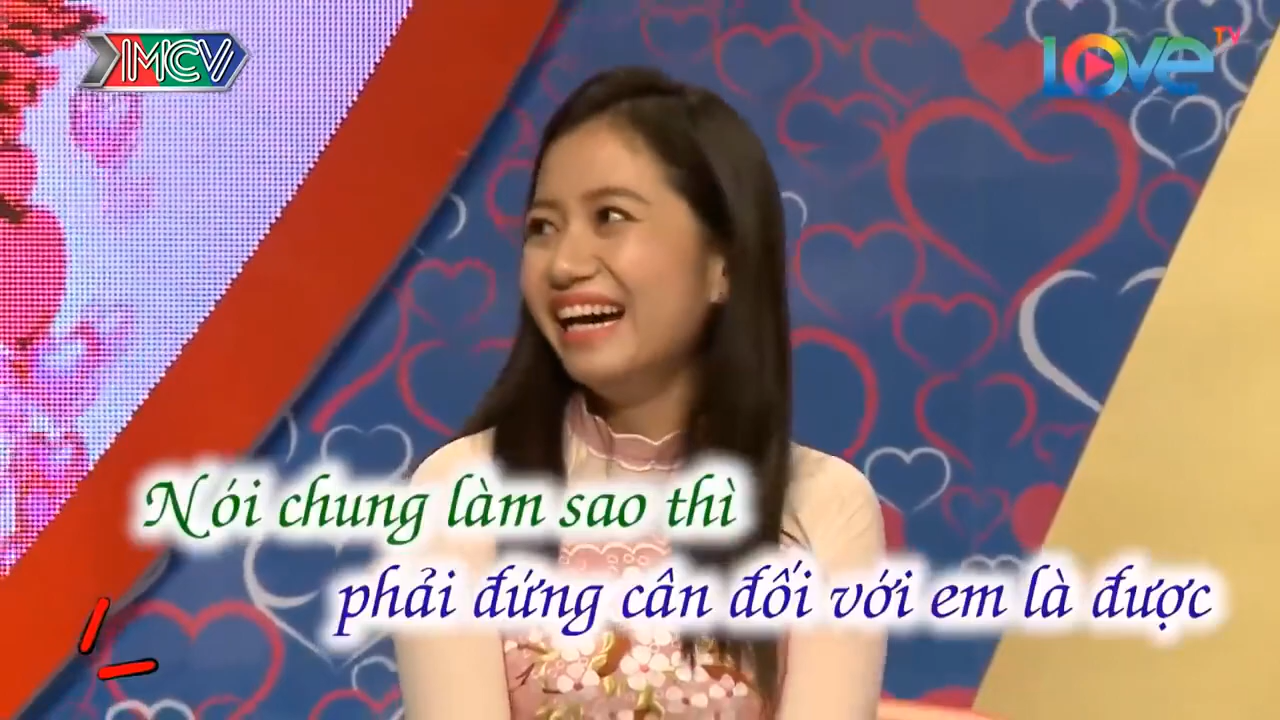 MCV
LOVE TV
Nói chung làm sao thì
phải đứng cân đối với em là được